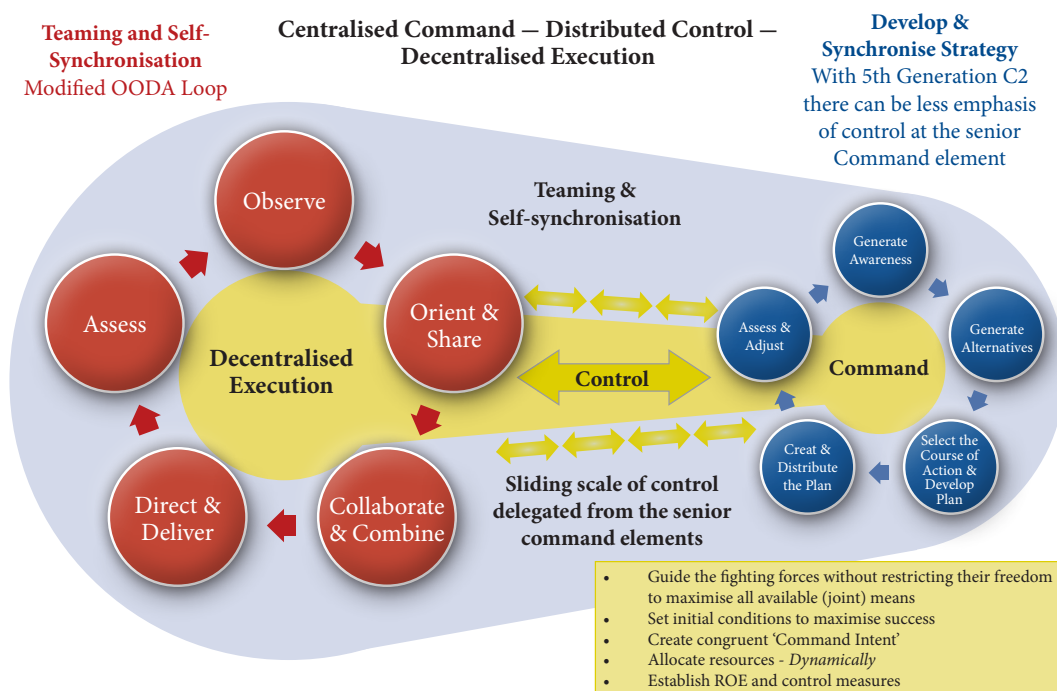 Teaming and Self-
Synchronisation
Modified OODA Loop
Centralised Command — Distributed Control —
Decentralised Execution
Develop &
Synchronise Strategy
With 5th Generation C2
there can be less emphasis
of control at the senior
Command element
Observe
Orient &
Share
Collaborate
& Combine
Direct &
Deliver
Assess
Decentralised
Execution
Teaming &
Self-synchronisation
Control
Sliding scale of control
delegated from the senior
command elements
Generate
Awareness
Generate
Alternatives
Select the
Course of
Action &
Develop
Plan
Creat &
Distribute
the Plan
Assess &
Adjust
Command
• Guide the fighting forces without restricting their freedom
to maximise all available (joint) means
• Set initial conditions to maximise success
• Create congruent ‘Command Intent’
• Allocate resources - Dynamically
• Establish ROE and control measures